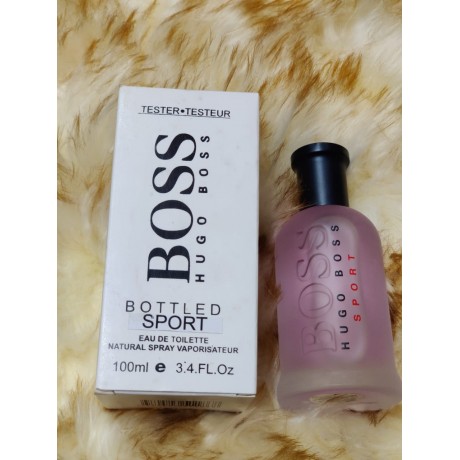 TESTER•TESTEUR
BOSS
HUGO BOSS
BOTTLED
SPORT
EAU DE TOILETTE
NATURAL SPRAY VAPORISATEUR
100ml e 3.4.FL.Oz
BOSS
HUGO BOSS
SPORT